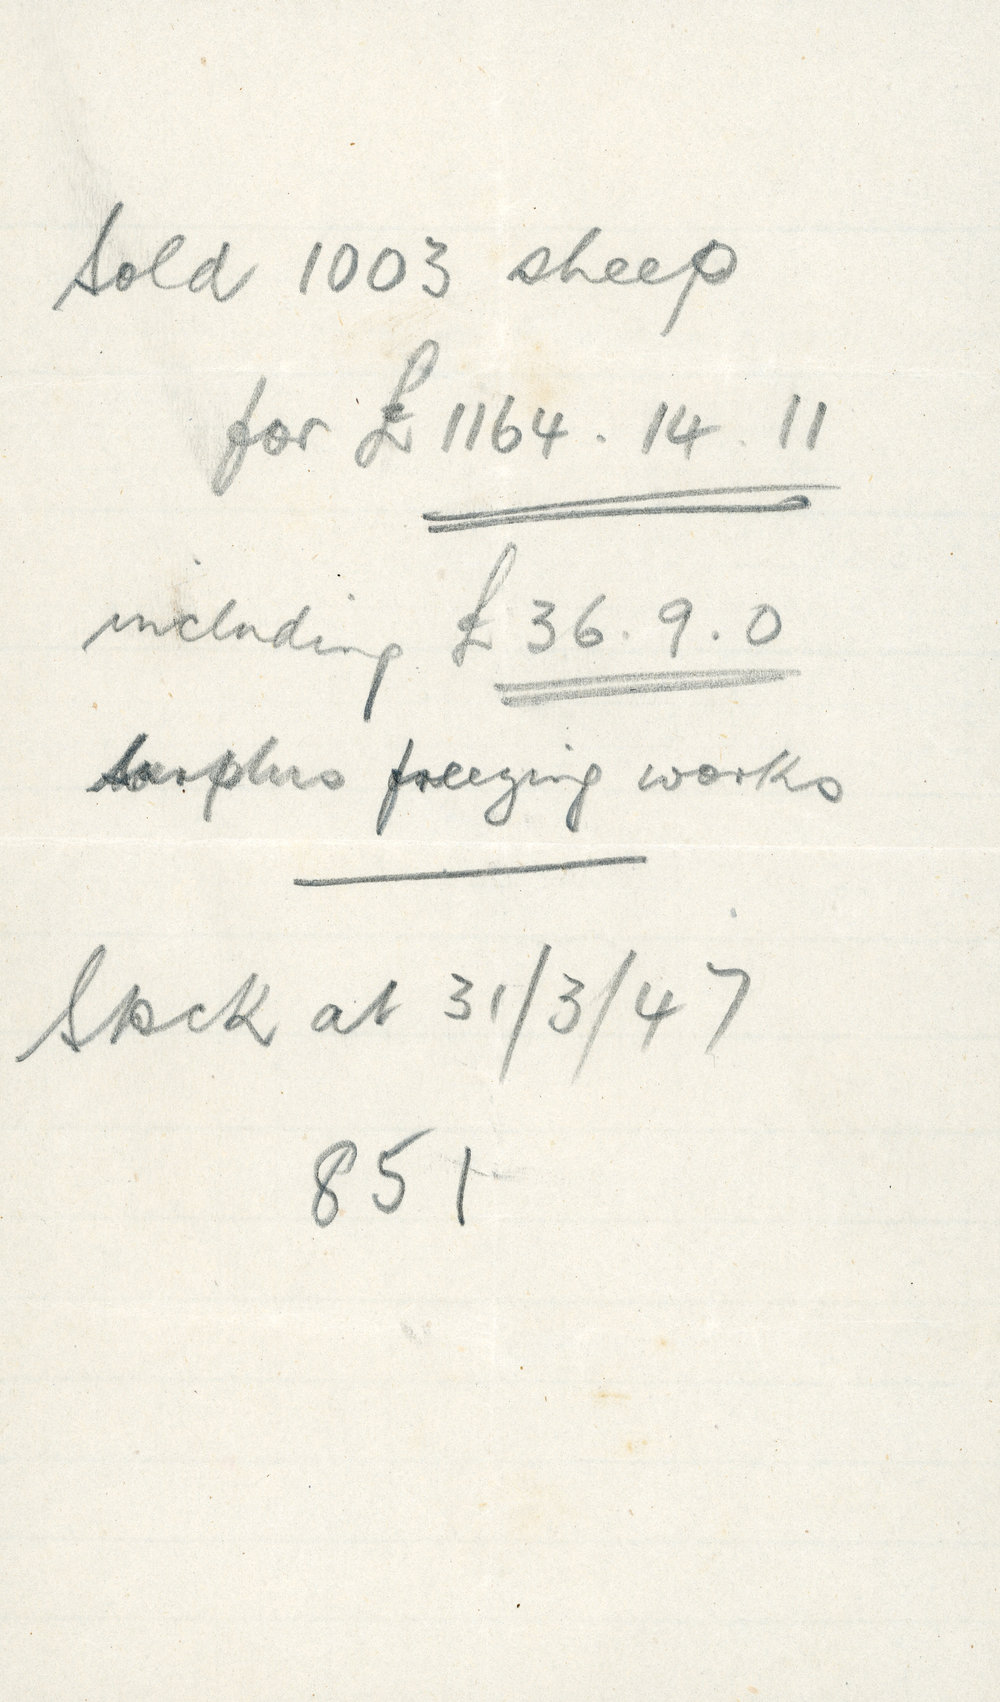 Sold 1003 sheep
for £1164.14.11
including £36.9.0
surplus freezing works
Stock at 31/3/47
851